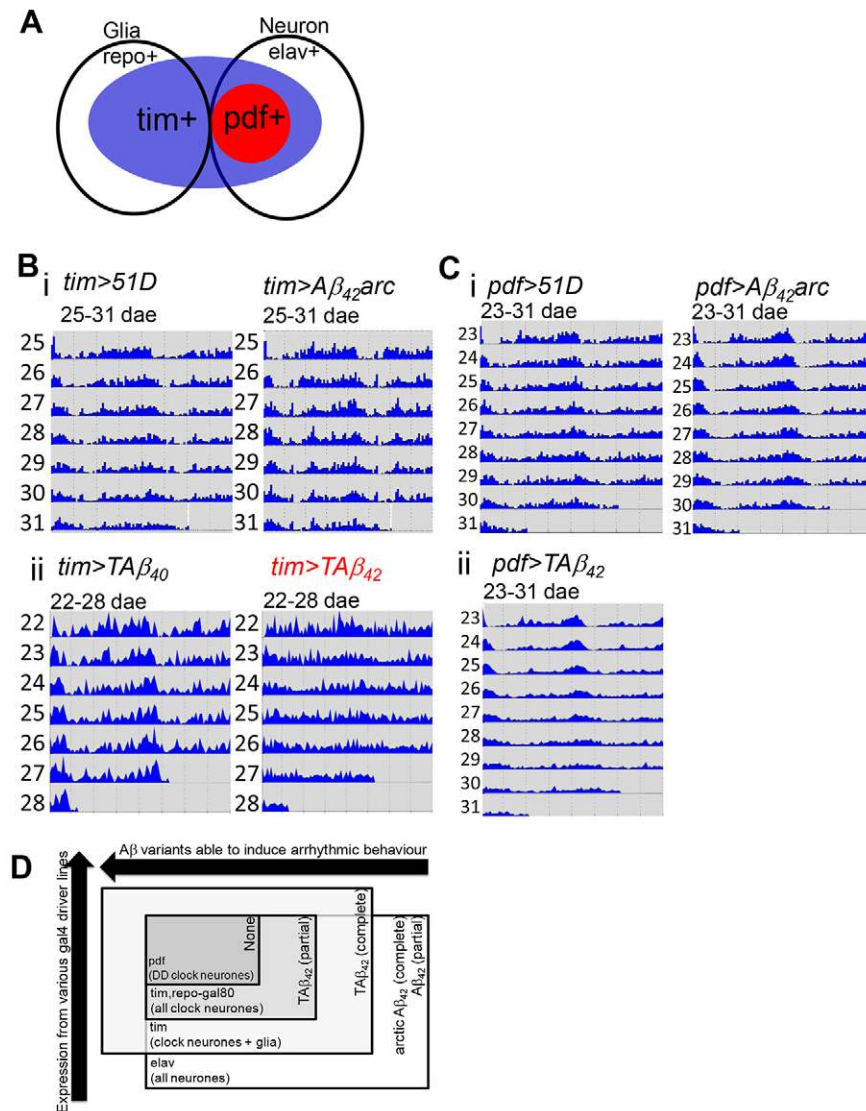 A
Glia
repo+
Neuron
elav+
tim+
pdf+
B
i
tim>51D
25-31 dae
25
26
27
28
29
30
31
tim>Aβ₄₂arc
25-31 dae
25
26
27
28
29
30
31
ii
tim>TAβ₄₀
22-28 dae
22
23
24
25
26
27
28
tim>TAβ₄₂
22-28 dae
22
23
24
25
26
27
28
C
i
pdf>51D
23-31 dae
23
24
25
26
27
28
29
30
31
pdf>Aβ₄₂arc
23-31 dae
23
24
25
26
27
28
29
30
31
ii
pdf>TAβ₄₂
23-31 dae
23
24
25
26
27
28
29
30
31
D
Aβ variants able to induce arrhythmic behaviour
Expression from various gal4 driver lines
pdf
(DD clock neurones)
None
tim,repo-gal80
(all clock neurones)
TAβ₄₂ (partial)
tim
(clock neurones + glia)
TAβ₄₂ (complete)
elav
(all neurones)
arctic Aβ₄₂ (complete)
Aβ₄₂ (partial)